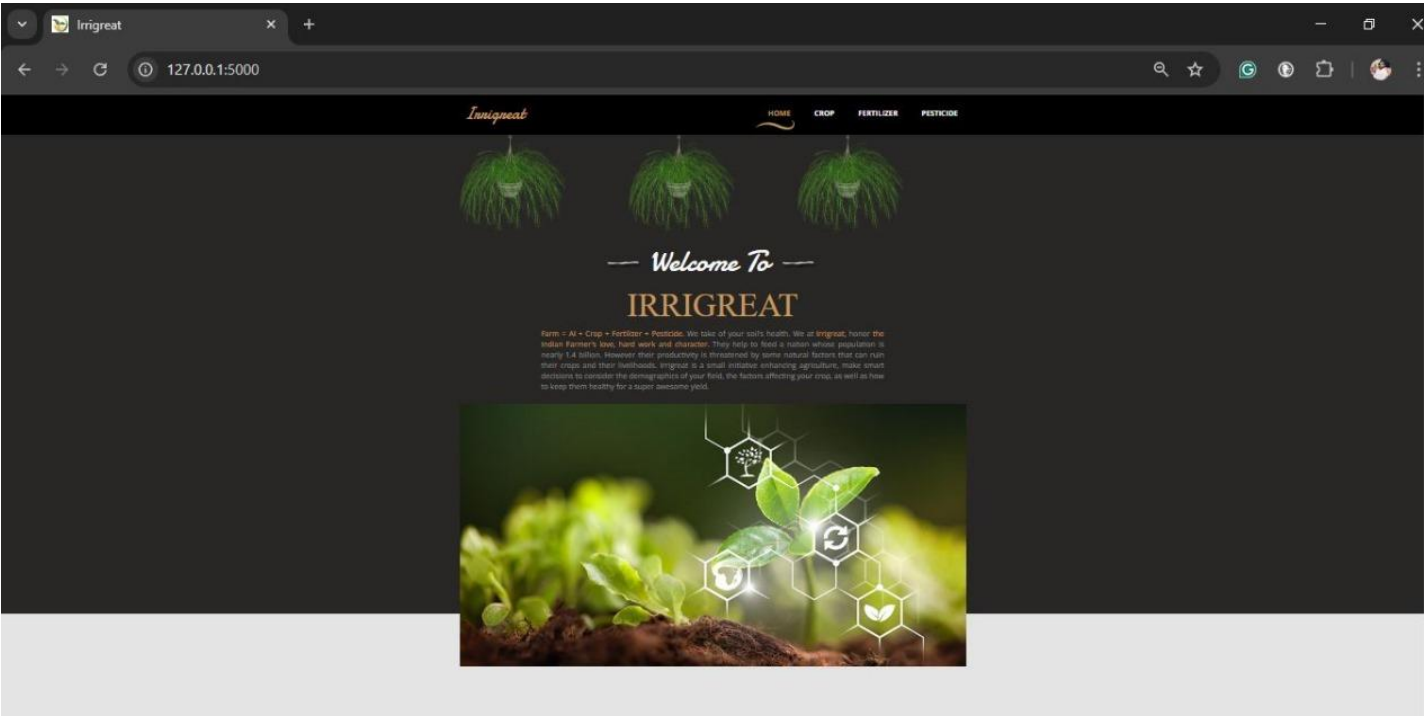 Irrigreat
127.0.0.1:5000
Irrigreat
HOME
CROP
FERTILIZER
PESTICIDE
Welcome To
IRRIGREAT
Farm = AI + Crop + Fertilizer + Pesticide. We take of your soil's health. We at Irrigreat, honor the
Indian Farmer's love, hard work and character. They help to feed a nation whose population is
nearly 1.4 billion. However their productivity is threatened by some natural factors that can ruin
their crops and their livelihoods. Irrigreat is a small initiative enhancing agriculture, make smart
decisions to consider the demographics of your field, the factors affecting your crop, as well as how
to keep them healthy for a super awesome yield.